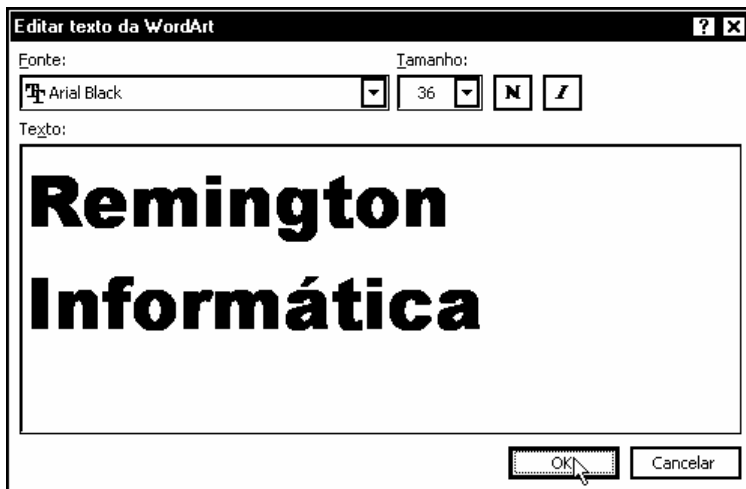 Editar texto da WordArt
Fonte: Tamanho:
Arial Black 36 N I
Texto:
Remington
Informática
OK Cancelar